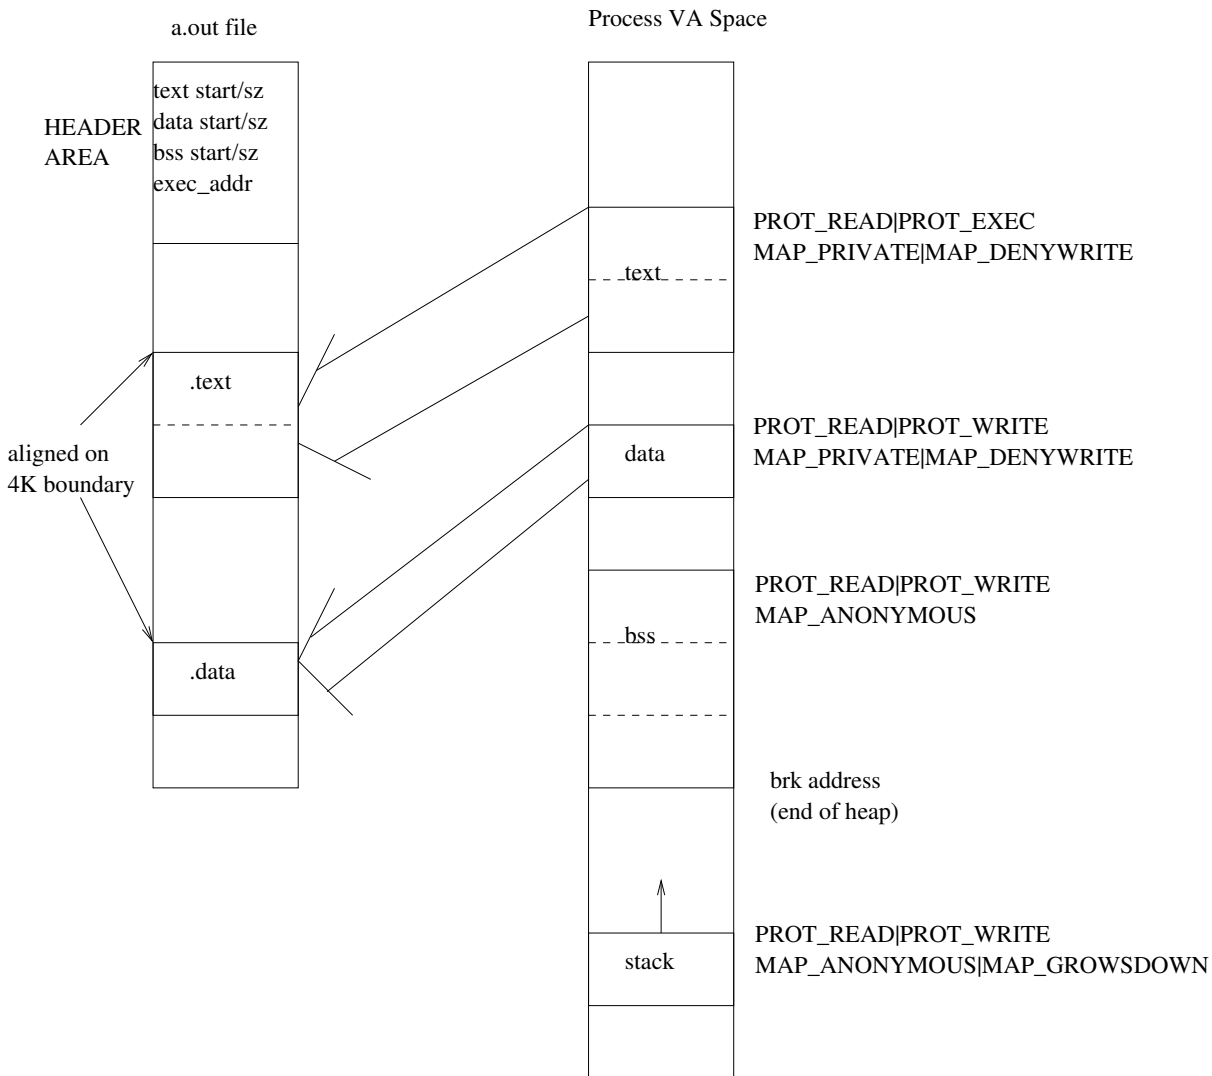 a.out file
Process VA Space
text start/sz
data start/sz
bss start/sz
exec_addr
HEADER
AREA
PROT_READ|PROT_EXEC
MAP_PRIVATE|MAP_DENYWRITE
text
.text
aligned on
4K boundary
PROT_READ|PROT_WRITE
MAP_PRIVATE|MAP_DENYWRITE
data
PROT_READ|PROT_WRITE
MAP_ANONYMOUS
bss
.data
brk address
(end of heap)
PROT_READ|PROT_WRITE
MAP_ANONYMOUS|MAP_GROWSDOWN
stack